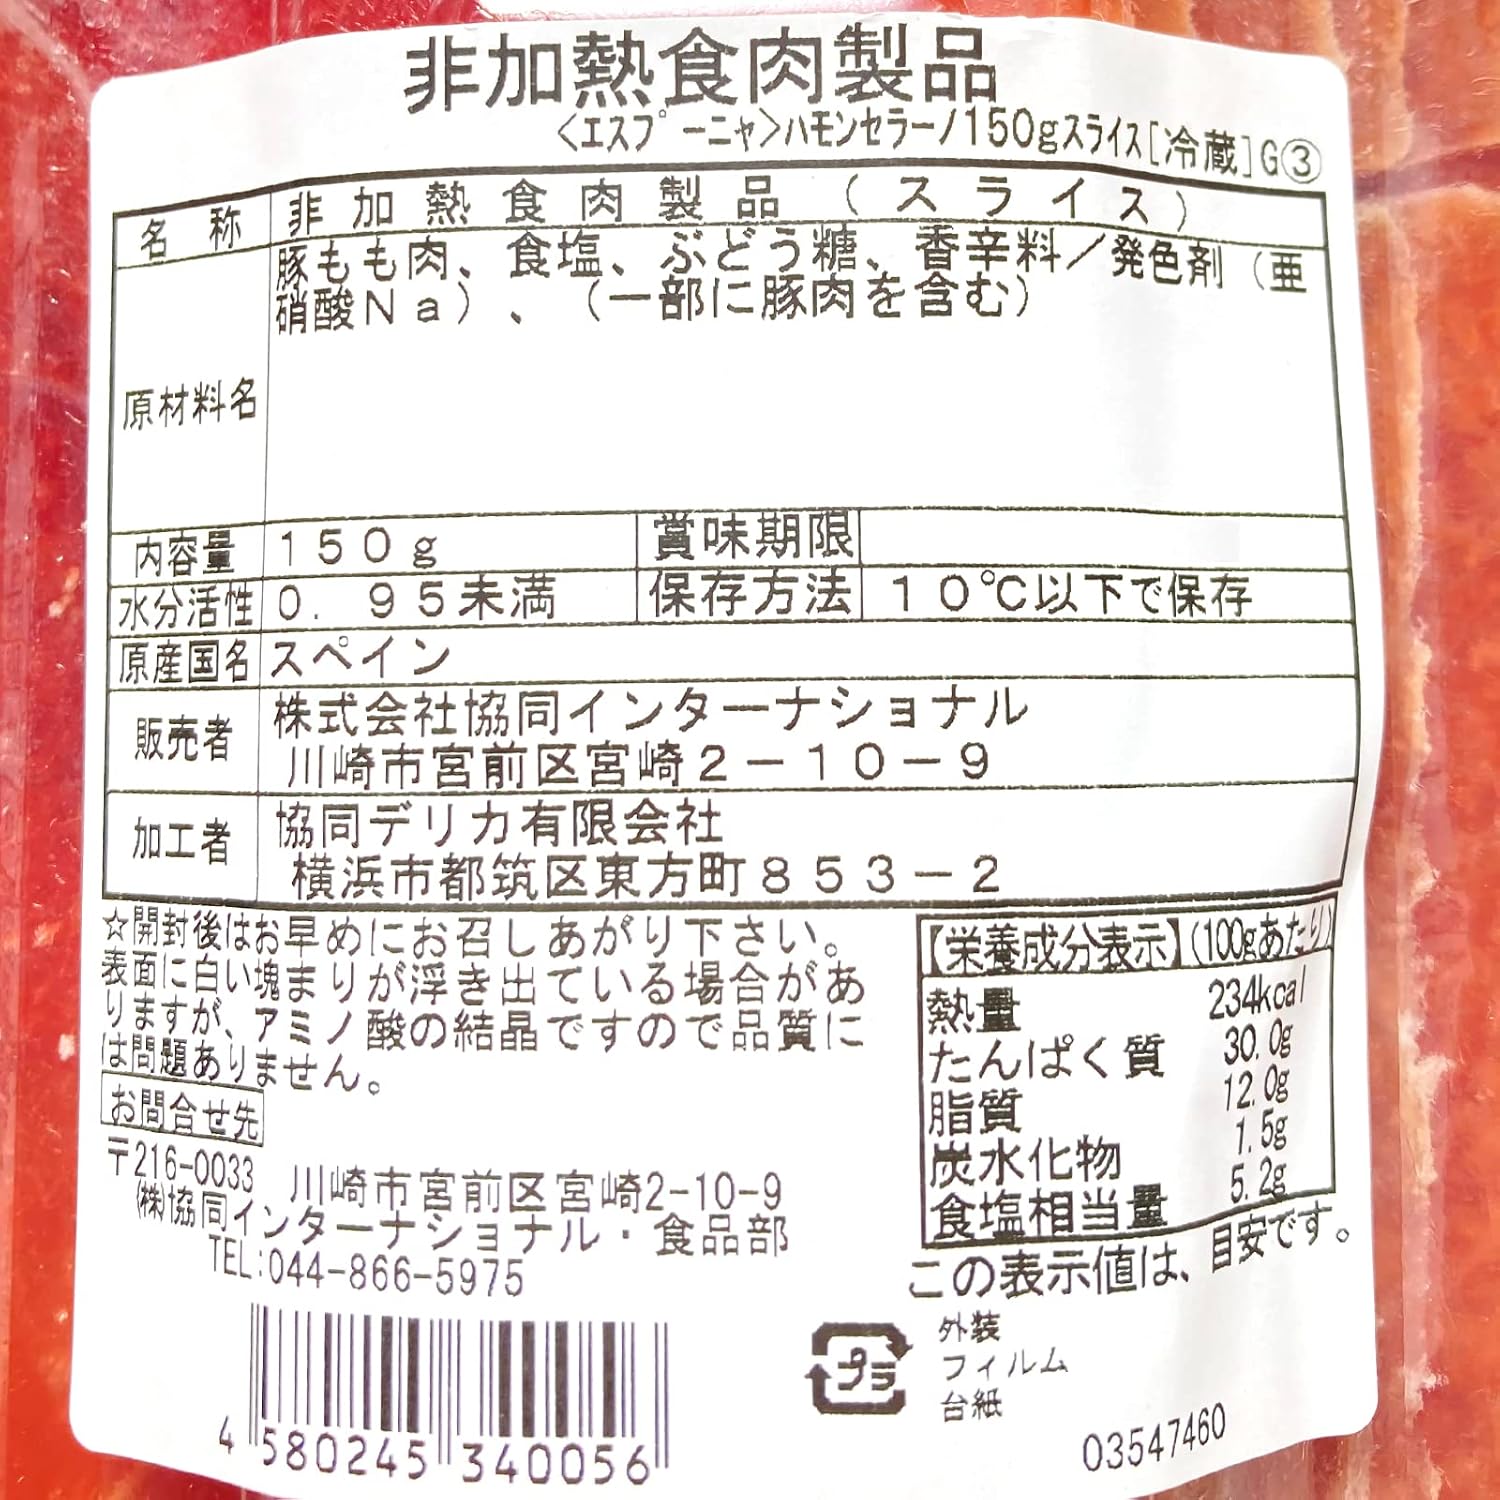 非加熱食肉製品
<エスプーニャ>ハモンセラーノ150gスライス[冷蔵]G③
名称 非加熱食肉製品(スライス)
原材料名 豚もも肉、食塩、ぶどう糖、香辛料/発色剤(亜
硝酸Na)、(一部に豚肉を含む)
内容量 150g 賞味期限
水分活性 0.95未満 保存方法 10℃以下で保存
原産国名 スペイン
販売者 株式会社協同インターナショナル
川崎市宮前区宮崎2-10-9
加工者 協同デリカ有限会社
横浜市都筑区東方町853-2
☆開封後はお早めにお召しあがり下さい。
表面に白い塊まりが浮き出ている場合があ
りますが、アミノ酸の結晶ですので品質に
は問題ありません。
お問合せ先
〒216-0033 川崎市宮前区宮崎2-10-9
(株)協同インターナショナル・食品部
TEL:044-866-5975
【栄養成分表示】(100gあたり)
熱量 234kcal
たんぱく質 30.0g
脂質 12.0g
炭水化物 1.5g
食塩相当量 5.2g
この表示値は、目安です。
プラ
外装
フィルム
台紙
4 580245 340056
03547460